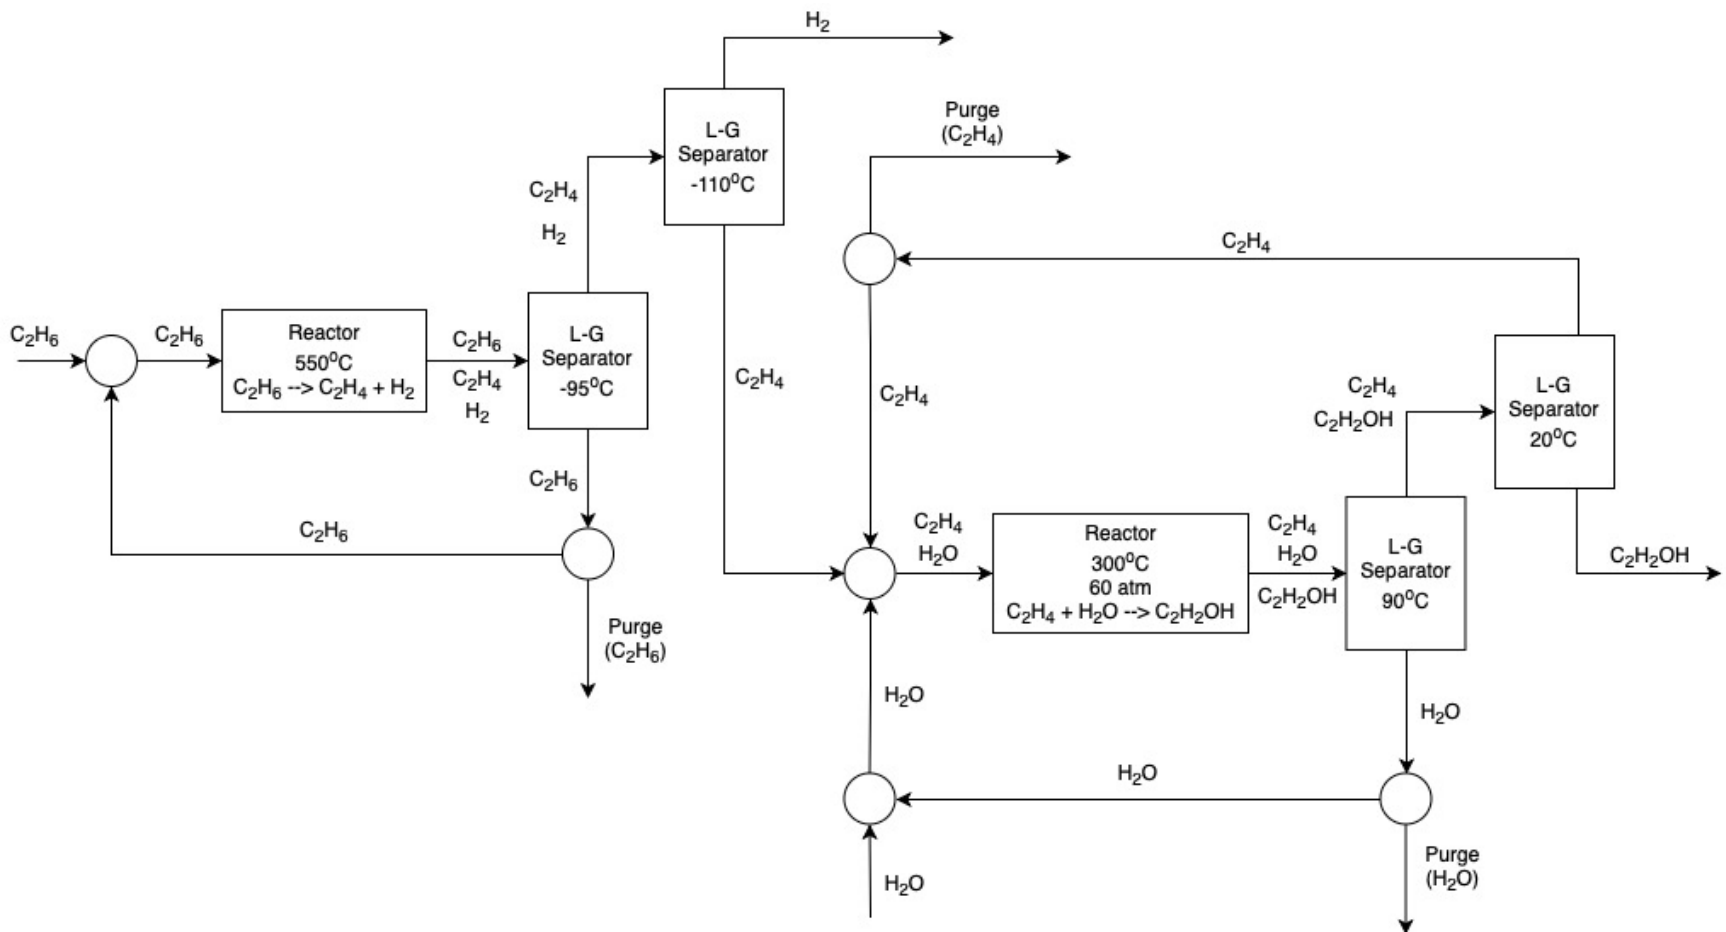 H₂
L-G
Separator
-110⁰C
Purge
(C₂H₄)
C₂H₄
H₂
C₂H₄
C₂H₆
C₂H₆
Reactor
550⁰C
C₂H₆ --> C₂H₄ + H₂
C₂H₆
C₂H₄
H₂
L-G
Separator
-95⁰C
C₂H₄
C₂H₄
C₂H₄
C₂H₂OH
L-G
Separator
20⁰C
C₂H₆
C₂H₆
C₂H₄
H₂O
Reactor
300⁰C
60 atm
C₂H₄ + H₂O --> C₂H₂OH
C₂H₄
H₂O
C₂H₂OH
L-G
Separator
90⁰C
C₂H₂OH
Purge
(C₂H₆)
H₂O
H₂O
H₂O
H₂O
Purge
(H₂O)